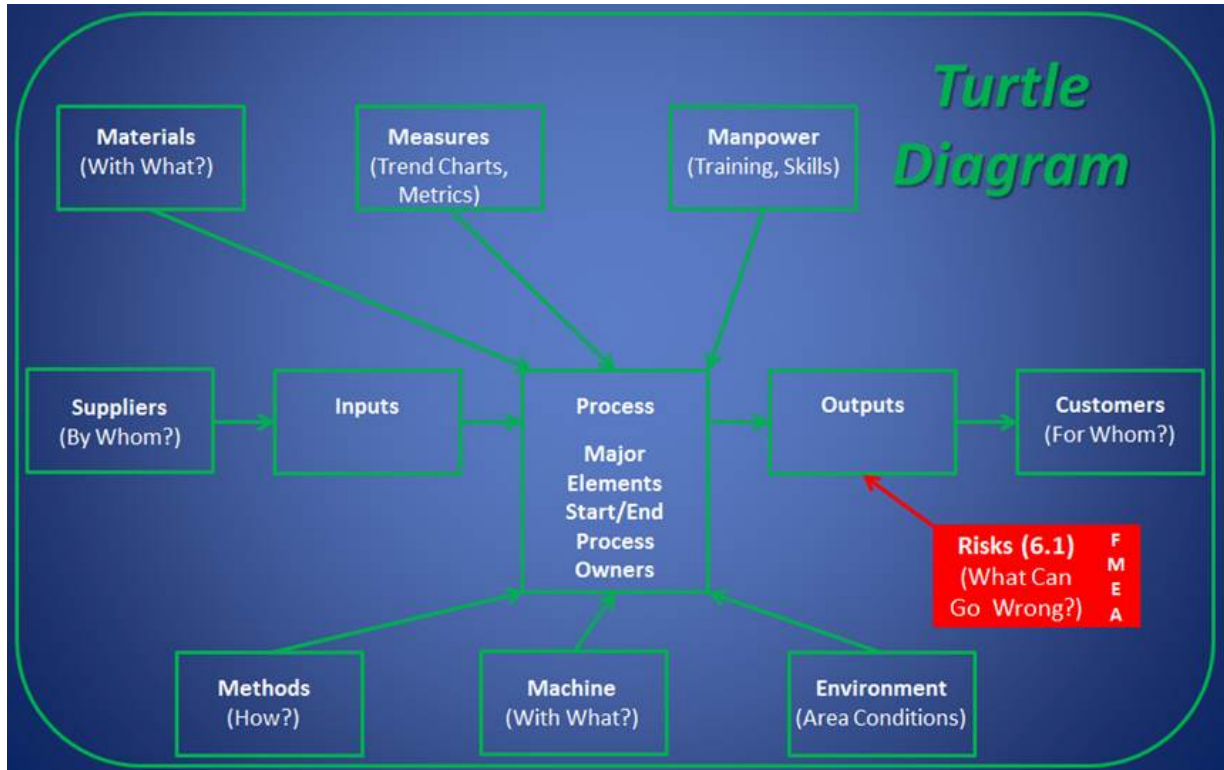 Turtle
Diagram
Materials
(With What?)
Measures
(Trend Charts,
Metrics)
Manpower
(Training, Skills)
Suppliers
(By Whom?)
Inputs
Process
Major
Elements
Start/End
Process
Owners
Outputs
Customers
(For Whom?)
Risks (6.1)
(What Can
Go Wrong?)
F
M
E
A
Methods
(How?)
Machine
(With What?)
Environment
(Area Conditions)